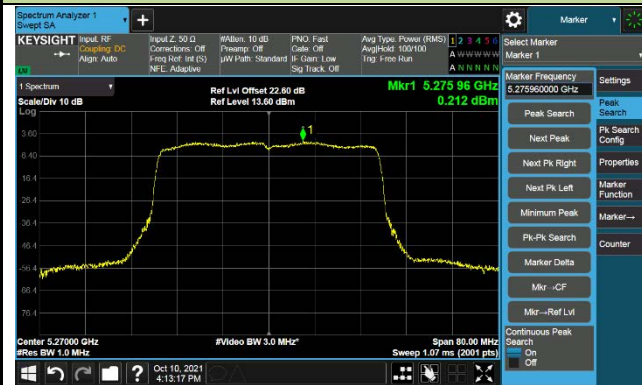 Spectrum Analyzer 1
Swept SA
Marker
KEYSIGHT
Input: RF
Coupling: DC
Align: Auto
Input Z: 50 Ω
Corrections: Off
Freq Ref: Int (S)
NFE: Adaptive
#Atten: 10 dB
Preamp: Off
µW Path: Standard
PNO: Fast
Gate: Off
IF Gain: Low
Sig Track: Off
Avg Type: Power (RMS)
Avg|Hold: 100/100
Trig: Free Run
1 2 3 4 5 6
A W W W W W
A N N N N N
Select Marker
Marker 1
1 Spectrum
Scale/Div 10 dB
Log
Ref Lvl Offset 22.60 dB
Ref Level 13.60 dBm
Mkr1 5.275 96 GHz
0.212 dBm
3.60
-6.40
-16.4
-26.4
-36.4
-46.4
-56.4
-66.4
-76.4
1
Center 5.27000 GHz
#Res BW 1.0 MHz
#Video BW 3.0 MHz*
Span 80.00 MHz
Sweep 1.07 ms (2001 pts)
Marker Frequency
5.275960000 GHz
Peak Search
Next Peak
Next Pk Right
Next Pk Left
Minimum Peak
Pk-Pk Search
Marker Delta
Mkr→CF
Mkr→Ref Lvl
Continuous Peak
Search
On
Off
Settings
Peak
Search
Pk Search
Config
Properties
Marker
Function
Marker→
Counter
Oct 10, 2021
4:13:17 PM